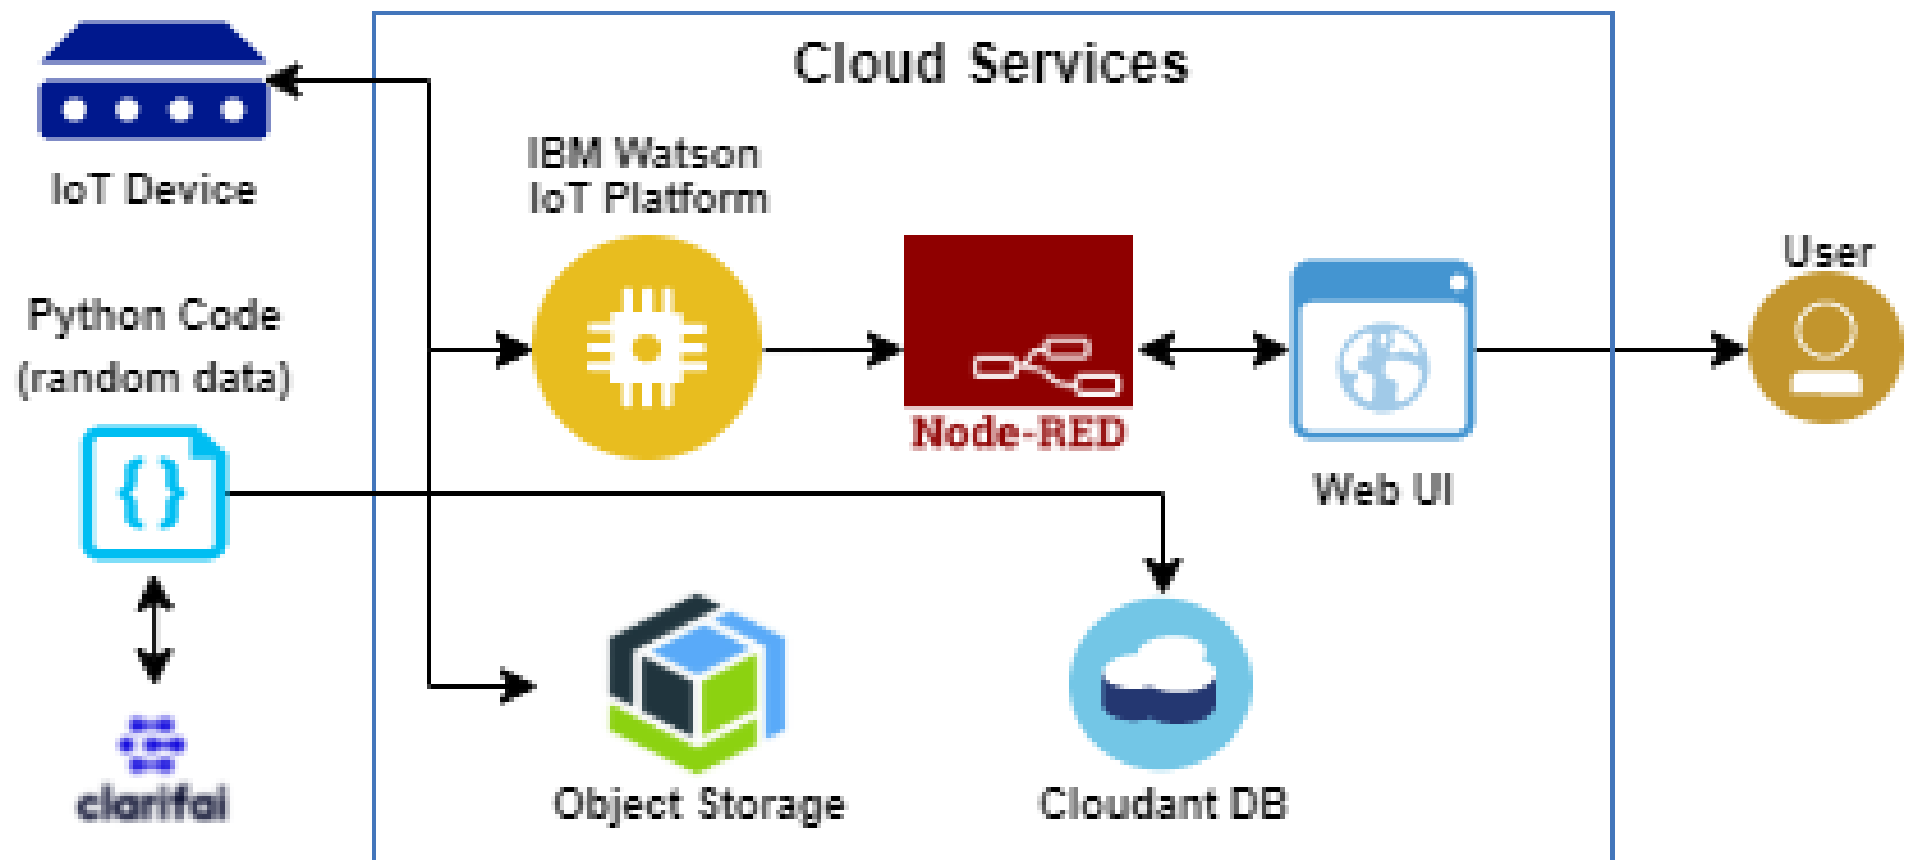 Cloud Services
IoT Device
IBM Watson
IoT Platform
Python Code
(random data)
{}
Node-RED
User
Web UI
clarifai
Object Storage
Cloudant DB